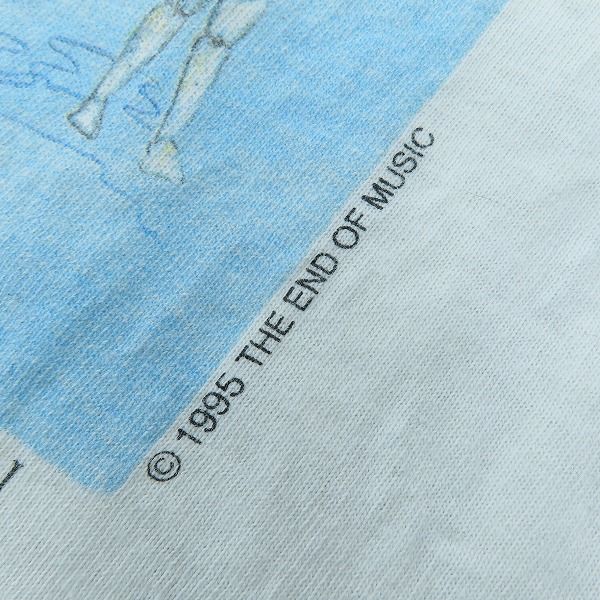 © 1995 THE END OF MUSIC